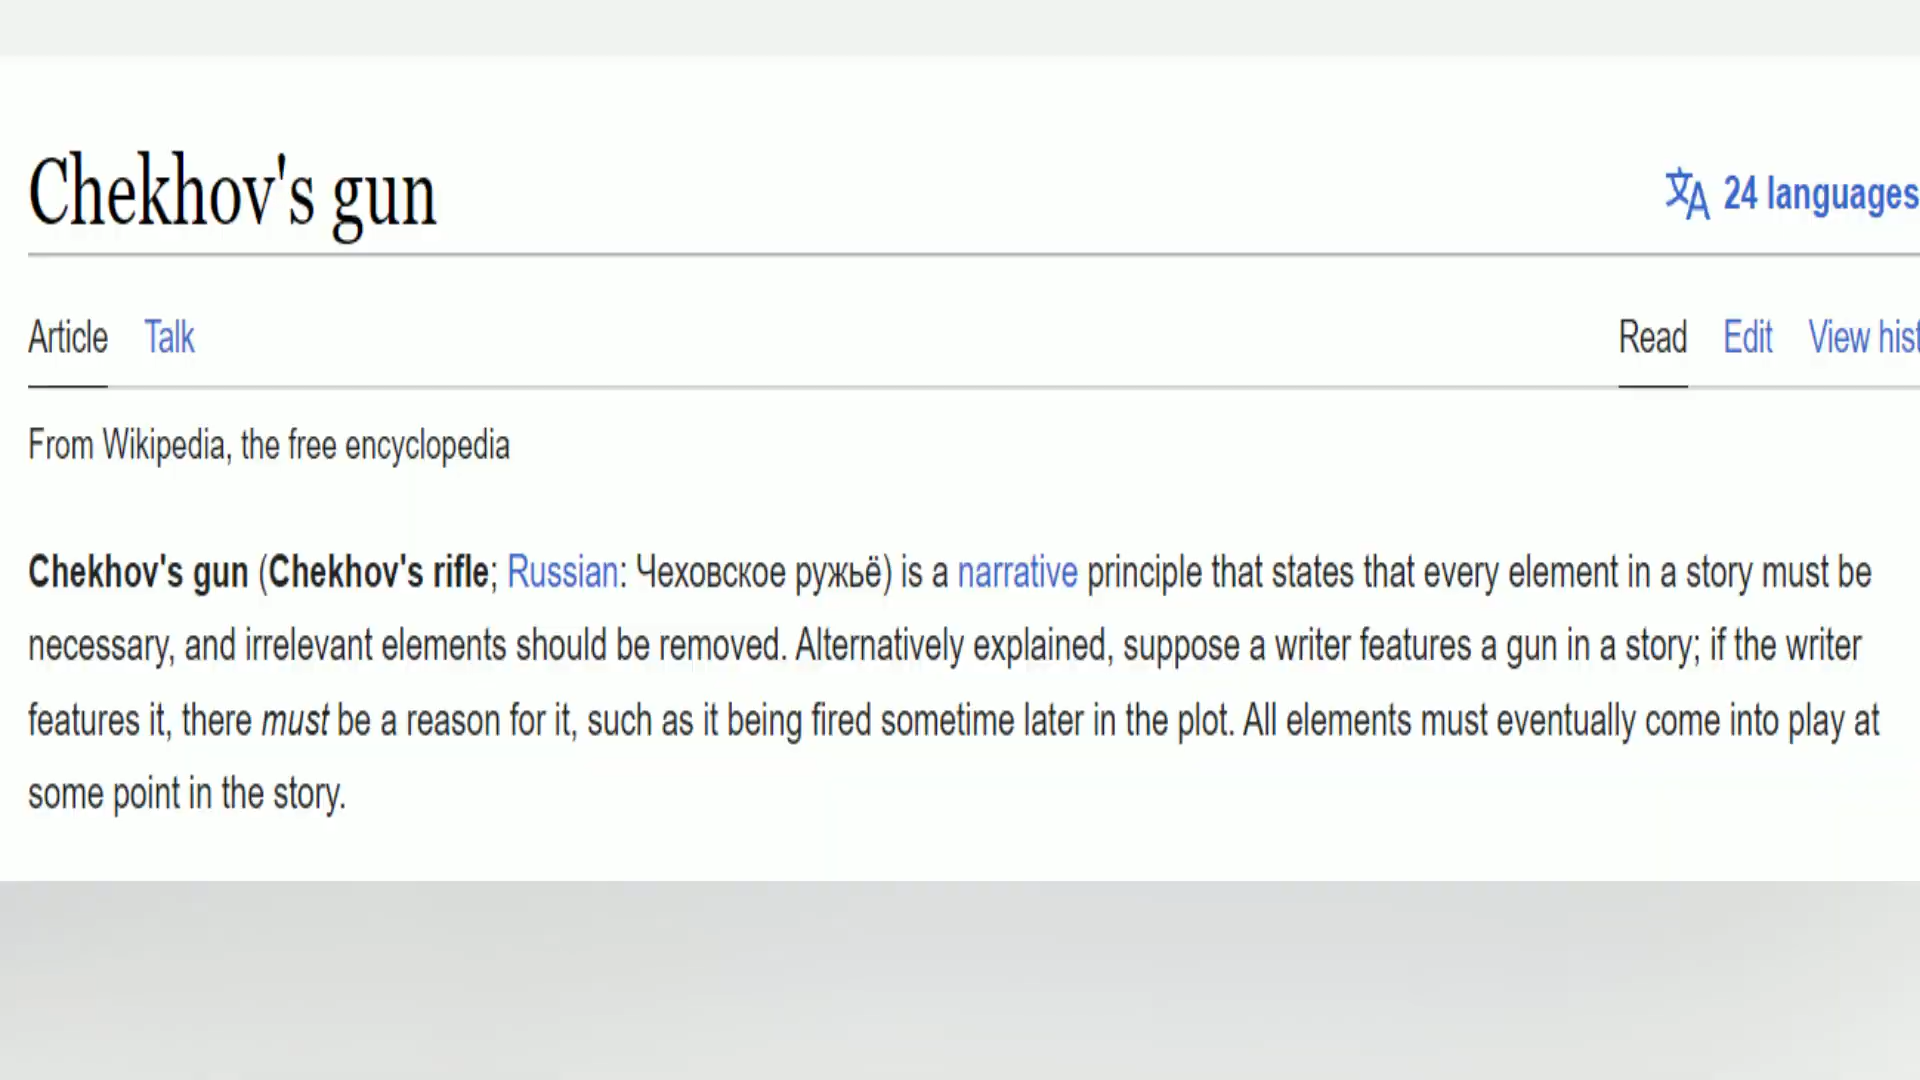 Chekhov's gun
24 languages
Article Talk
Read Edit View hist
From Wikipedia, the free encyclopedia
Chekhov's gun (Chekhov's rifle; Russian: Чеховское ружьё) is a narrative principle that states that every element in a story must be
necessary, and irrelevant elements should be removed. Alternatively explained, suppose a writer features a gun in a story; if the writer
features it, there must be a reason for it, such as it being fired sometime later in the plot. All elements must eventually come into play at
some point in the story.